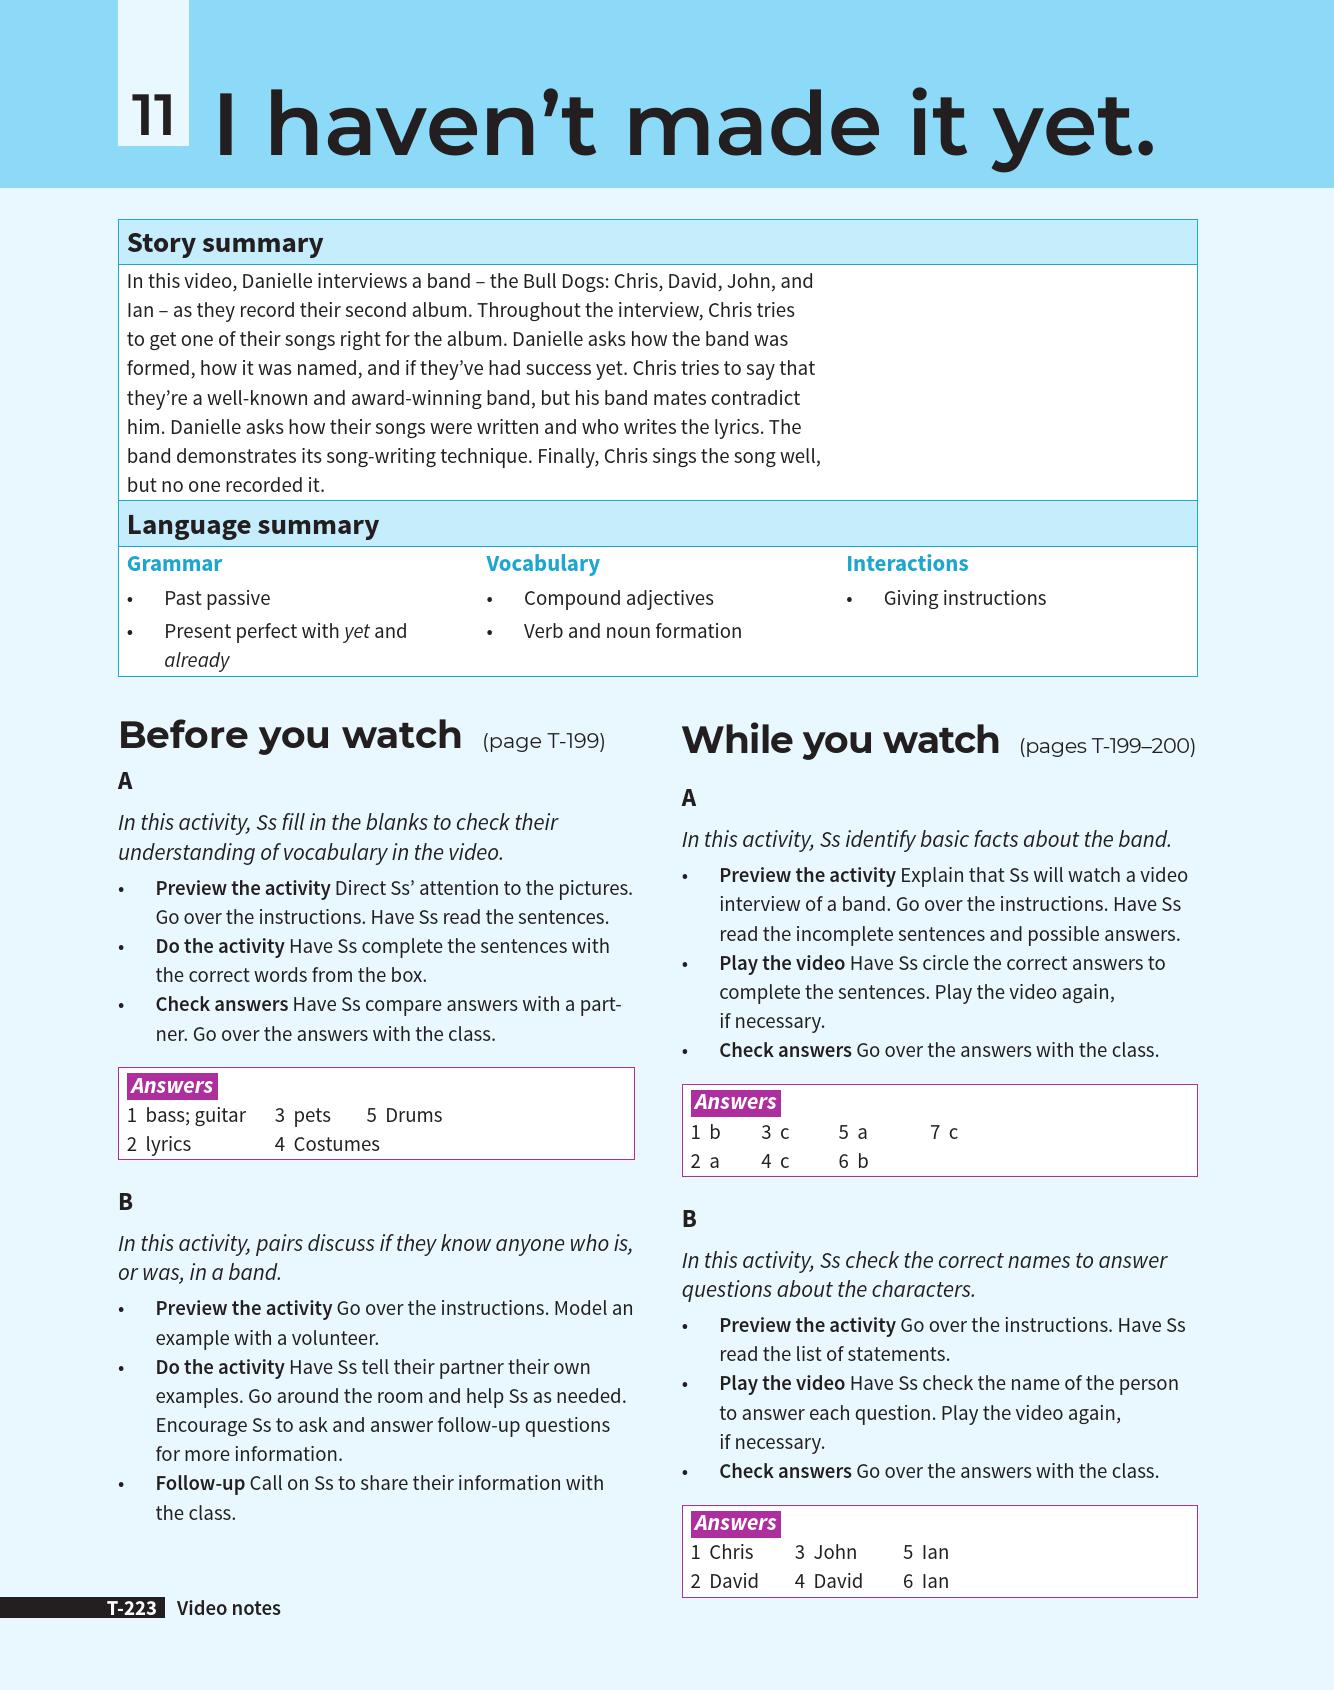 11 I haven’t made it yet.
Story summary
In this video, Danielle interviews a band – the Bull Dogs: Chris, David, John, and
Ian – as they record their second album. Throughout the interview, Chris tries
to get one of their songs right for the album. Danielle asks how the band was
formed, how it was named, and if they’ve had success yet. Chris tries to say that
they’re a well-known and award-winning band, but his band mates contradict
him. Danielle asks how their songs were written and who writes the lyrics. The
band demonstrates its song-writing technique. Finally, Chris sings the song well,
but no one recorded it.
Language summary
Grammar
• Past passive
• Present perfect with yet and
already
Vocabulary
• Compound adjectives
• Verb and noun formation
Interactions
• Giving instructions
Before you watch (page T-199)
A
In this activity, Ss fill in the blanks to check their
understanding of vocabulary in the video.
• Preview the activity Direct Ss’ attention to the pictures.
Go over the instructions. Have Ss read the sentences.
• Do the activity Have Ss complete the sentences with
the correct words from the box.
• Check answers Have Ss compare answers with a part-
ner. Go over the answers with the class.
Answers
1 bass; guitar 3 pets 5 Drums
2 lyrics 4 Costumes
B
In this activity, pairs discuss if they know anyone who is,
or was, in a band.
• Preview the activity Go over the instructions. Model an
example with a volunteer.
• Do the activity Have Ss tell their partner their own
examples. Go around the room and help Ss as needed.
Encourage Ss to ask and answer follow-up questions
for more information.
• Follow-up Call on Ss to share their information with
the class.
While you watch (pages T-199–200)
A
In this activity, Ss identify basic facts about the band.
• Preview the activity Explain that Ss will watch a video
interview of a band. Go over the instructions. Have Ss
read the incomplete sentences and possible answers.
• Play the video Have Ss circle the correct answers to
complete the sentences. Play the video again,
if necessary.
• Check answers Go over the answers with the class.
Answers
1 b 3 c 5 a 7 c
2 a 4 c 6 b
B
In this activity, Ss check the correct names to answer
questions about the characters.
• Preview the activity Go over the instructions. Have Ss
read the list of statements.
• Play the video Have Ss check the name of the person
to answer each question. Play the video again,
if necessary.
• Check answers Go over the answers with the class.
Answers
1 Chris 3 John 5 Ian
2 David 4 David 6 Ian
T-223 Video notes